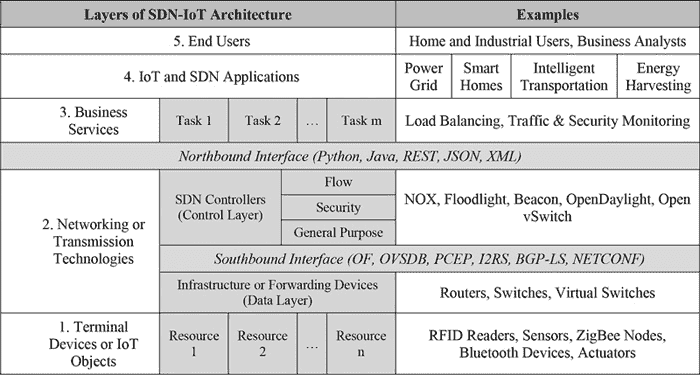 Layers of SDN-IoT Architecture
Examples
5. End Users
Home and Industrial Users, Business Analysts
4. IoT and SDN Applications
Power
Grid
Smart
Homes
Intelligent
Transportation
Energy
Harvesting
3. Business
Services
Task 1
Task 2
…
Task m
Load Balancing, Traffic & Security Monitoring
Northbound Interface (Python, Java, REST, JSON, XML)
2. Networking or
Transmission
Technologies
SDN Controllers
(Control Layer)
Flow
Security
General Purpose
NOX, Floodlight, Beacon, OpenDaylight, Open
vSwitch
Southbound Interface (OF, OVSDB, PCEP, I2RS, BGP-LS, NETCONF)
Infrastructure or Forwarding Devices
(Data Layer)
Routers, Switches, Virtual Switches
1. Terminal
Devices or IoT
Objects
Resource
1
Resource
2
…
Resource
n
RFID Readers, Sensors, ZigBee Nodes,
Bluetooth Devices, Actuators